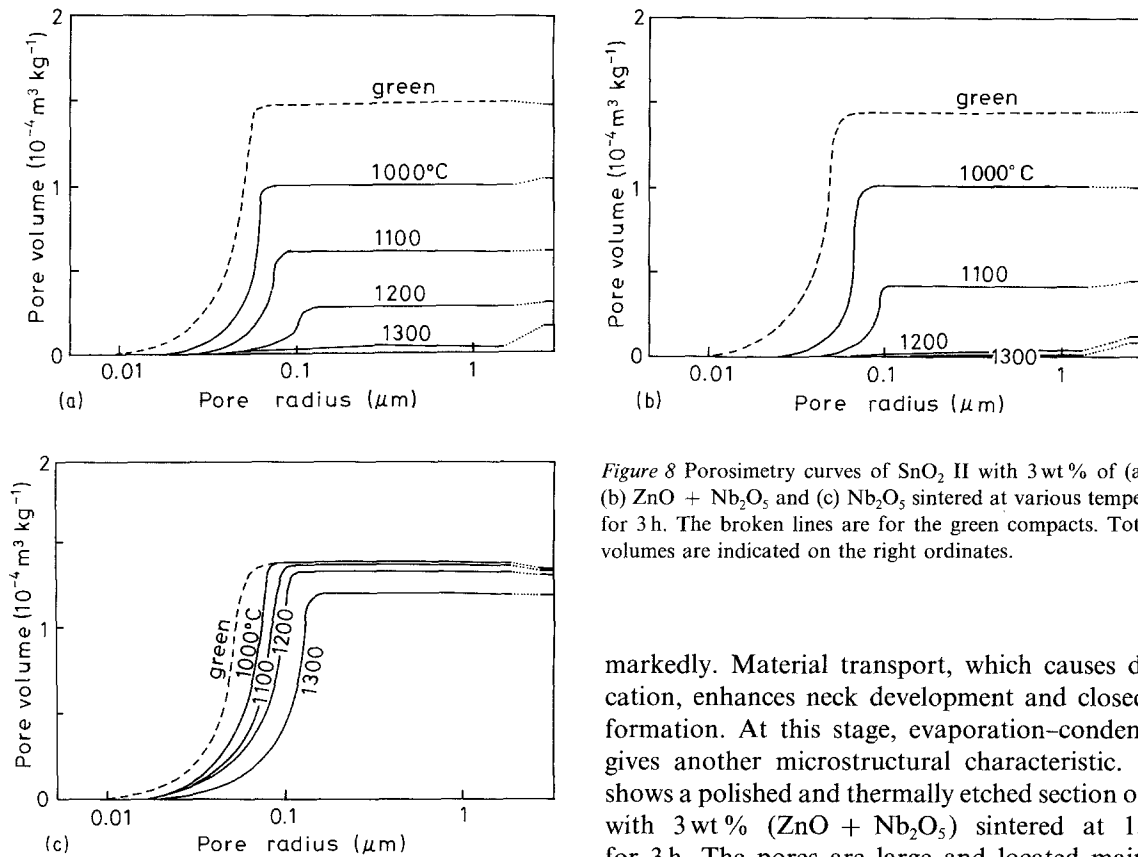 2
1
0
Pore volume (10⁻⁴ m³ kg⁻¹)
green
1000°C
1100
1200
1300
0.01
0.1
1
(a)
Pore radius (μm)
2
1
0
Pore volume (10⁻⁴ m³ kg⁻¹)
green
1000°C
1100
1200
1300
0.01
0.1
1
(b)
Pore radius (μm)
2
1
0
Pore volume (10⁻⁴ m³ kg⁻¹)
green
1000°C
1100
1200
1300
0.01
0.1
1
(c)
Pore radius (μm)
Figure 8 Porosimetry curves of SnO₂ II with 3 wt % of (a
(b) ZnO + Nb₂O₅ and (c) Nb₂O₅ sintered at various tempe
for 3 h. The broken lines are for the green compacts. Tot
volumes are indicated on the right ordinates.
markedly. Material transport, which causes d
cation, enhances neck development and closed
formation. At this stage, evaporation–conden
gives another microstructural characteristic.
shows a polished and thermally etched section o
with 3 wt % (ZnO + Nb₂O₅) sintered at 1
for 3 h. The pores are large and located mai